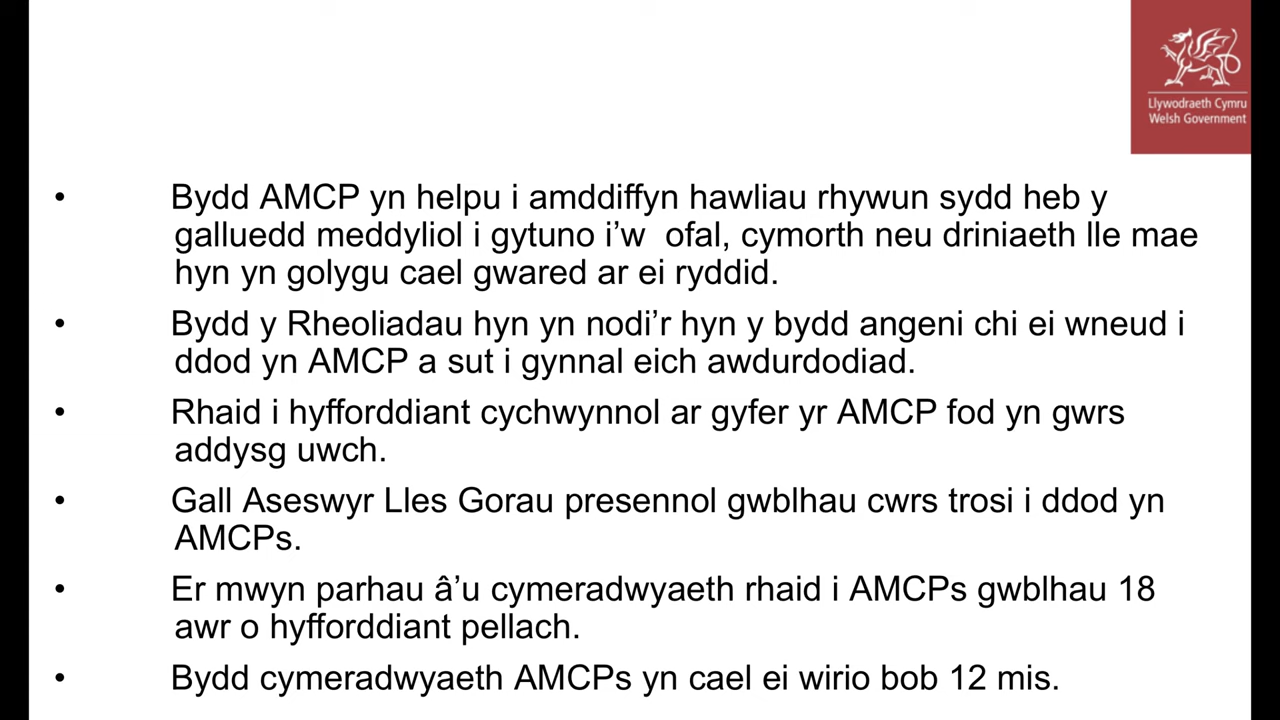 Llywodraeth Cymru
Welsh Government
• Bydd AMCP yn helpu i amddiffyn hawliau rhywun sydd heb y
galluedd meddyliol i gytuno i’w ofal, cymorth neu driniaeth lle mae
hyn yn golygu cael gwared ar ei ryddid.
• Bydd y Rheoliadau hyn yn nodi’r hyn y bydd angeni chi ei wneud i
ddod yn AMCP a sut i gynnal eich awdurdodiad.
• Rhaid i hyfforddiant cychwynnol ar gyfer yr AMCP fod yn gwrs
addysg uwch.
• Gall Aseswyr Lles Gorau presennol gwblhau cwrs trosi i ddod yn
AMCPs.
• Er mwyn parhau â’u cymeradwyaeth rhaid i AMCPs gwblhau 18
awr o hyfforddiant pellach.
• Bydd cymeradwyaeth AMCPs yn cael ei wirio bob 12 mis.